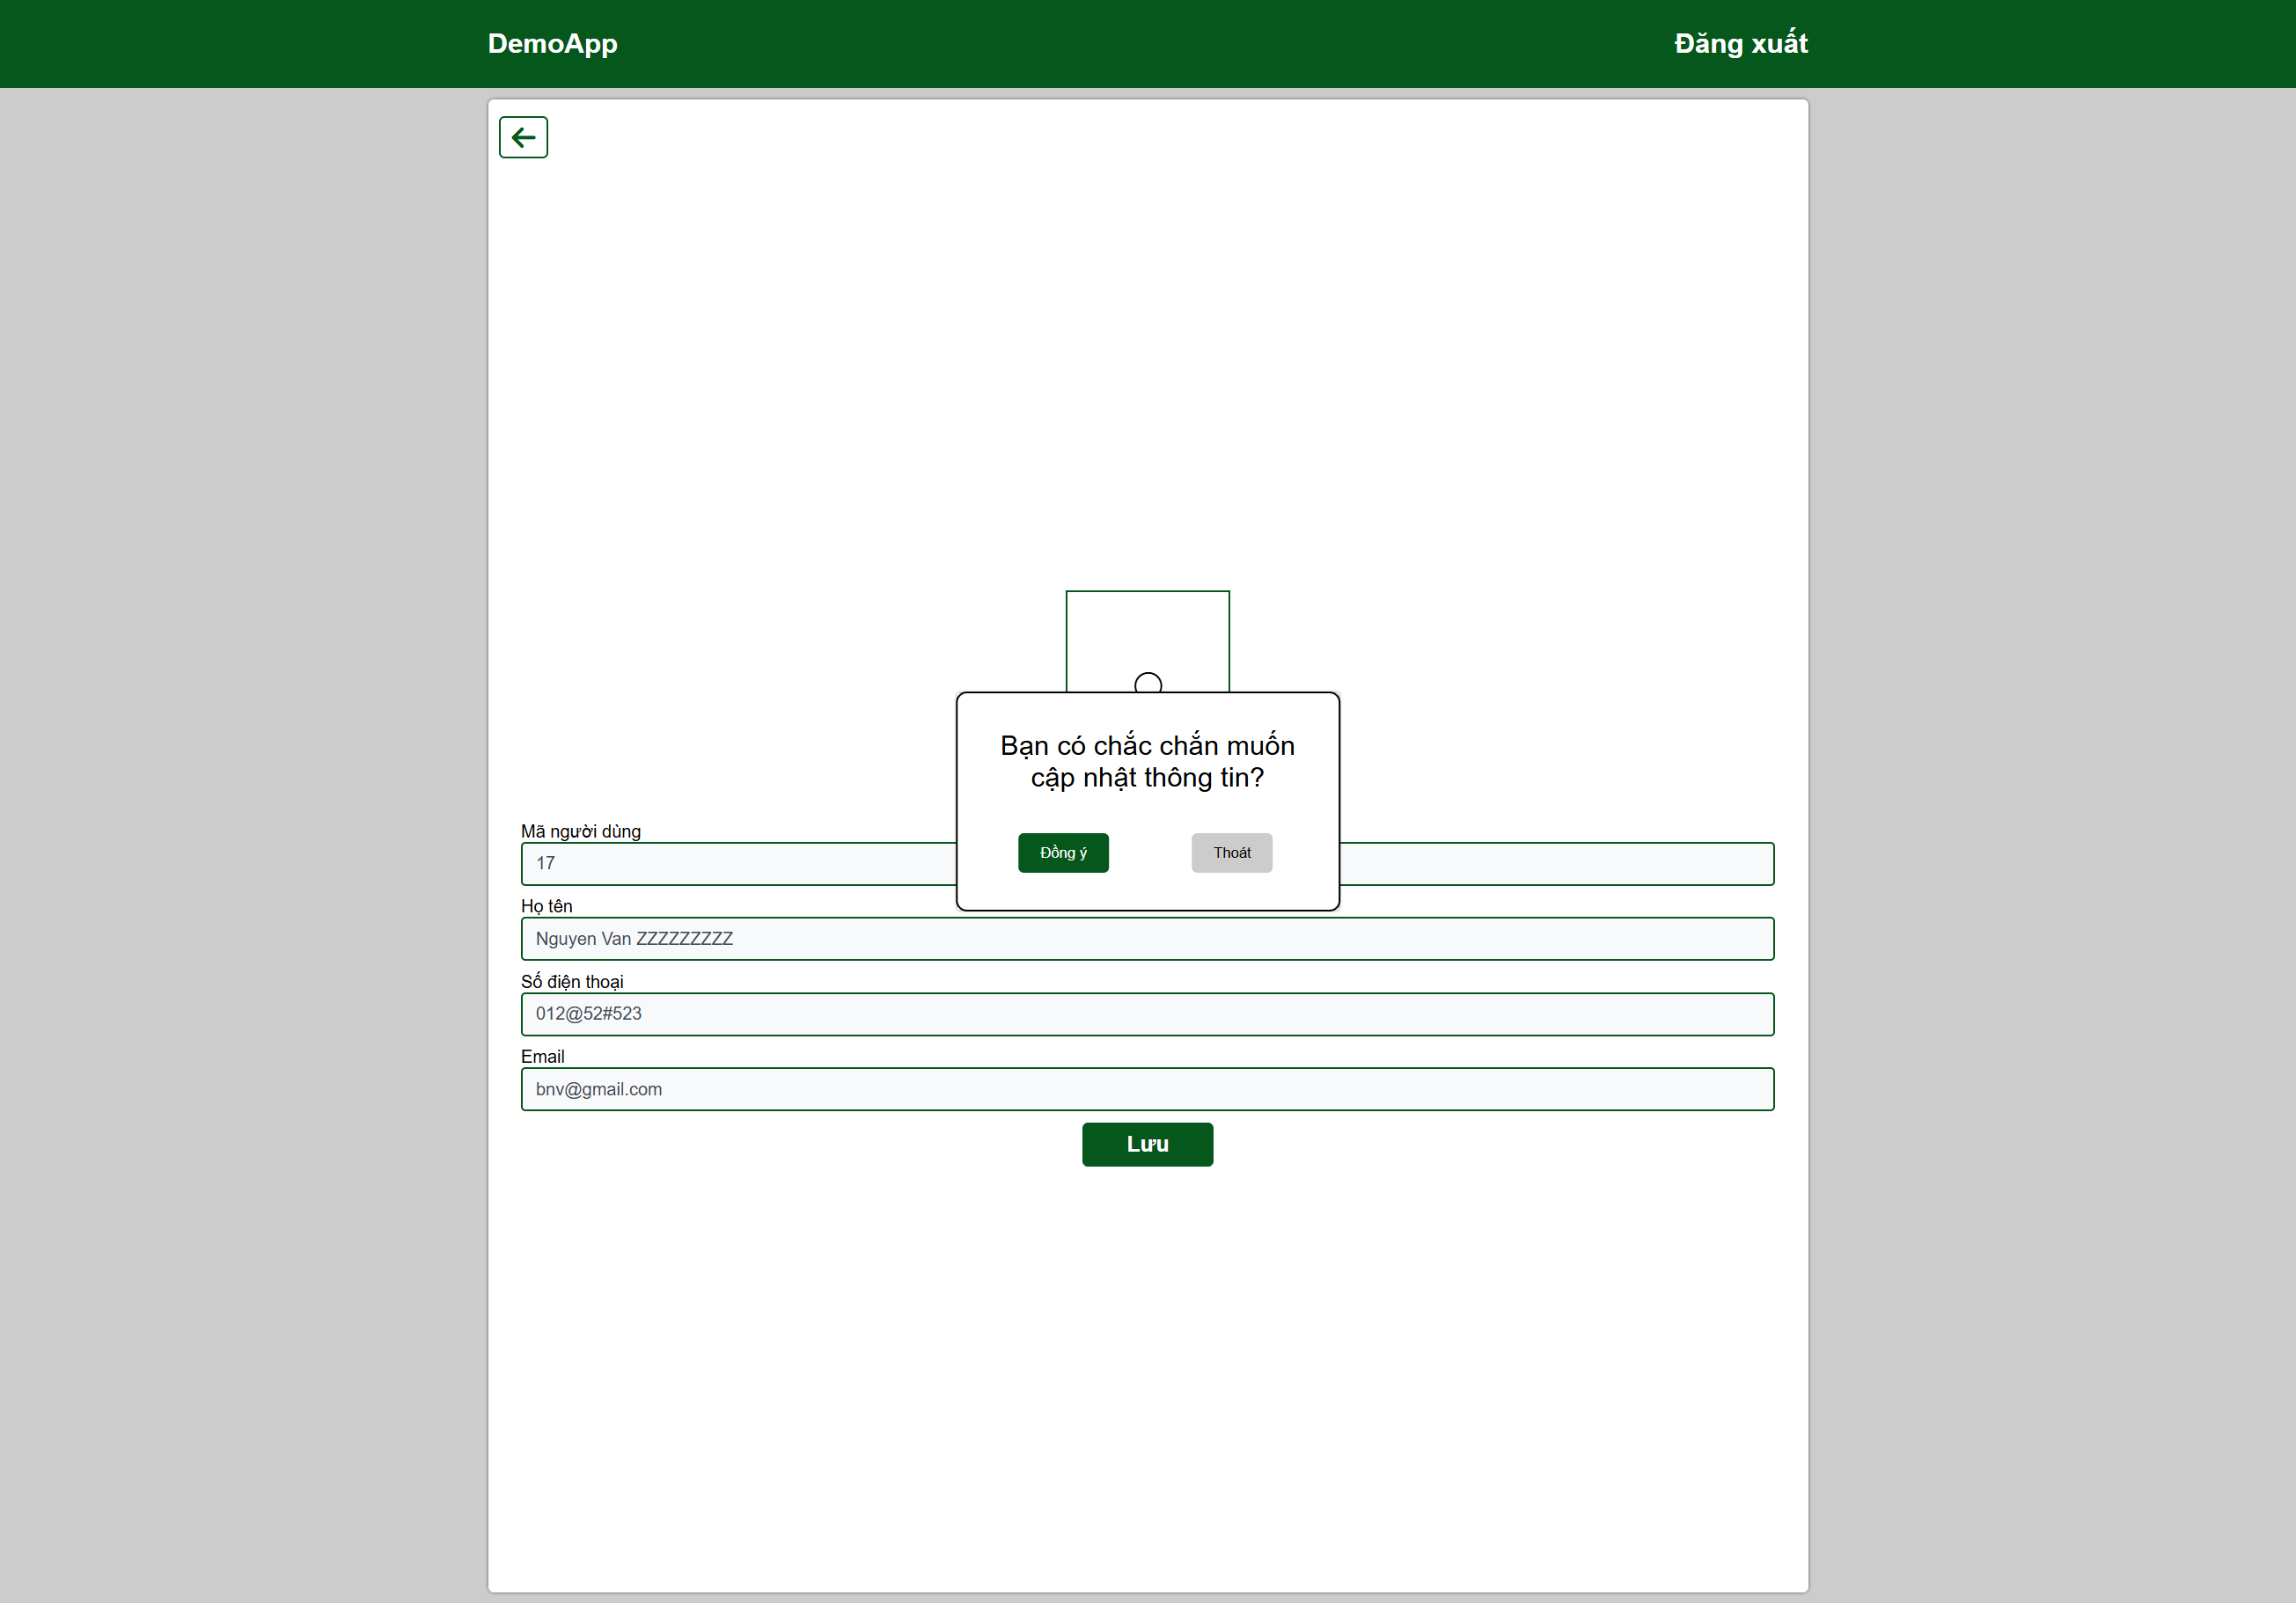 DemoApp
Đăng xuất
Bạn có chắc chắn muốn
cập nhật thông tin?
Đồng ý
Thoát
Mã người dùng
17
Họ tên
Nguyen Van ZZZZZZZZZ
Số điện thoại
012@52#523
Email
bnv@gmail.com
Lưu